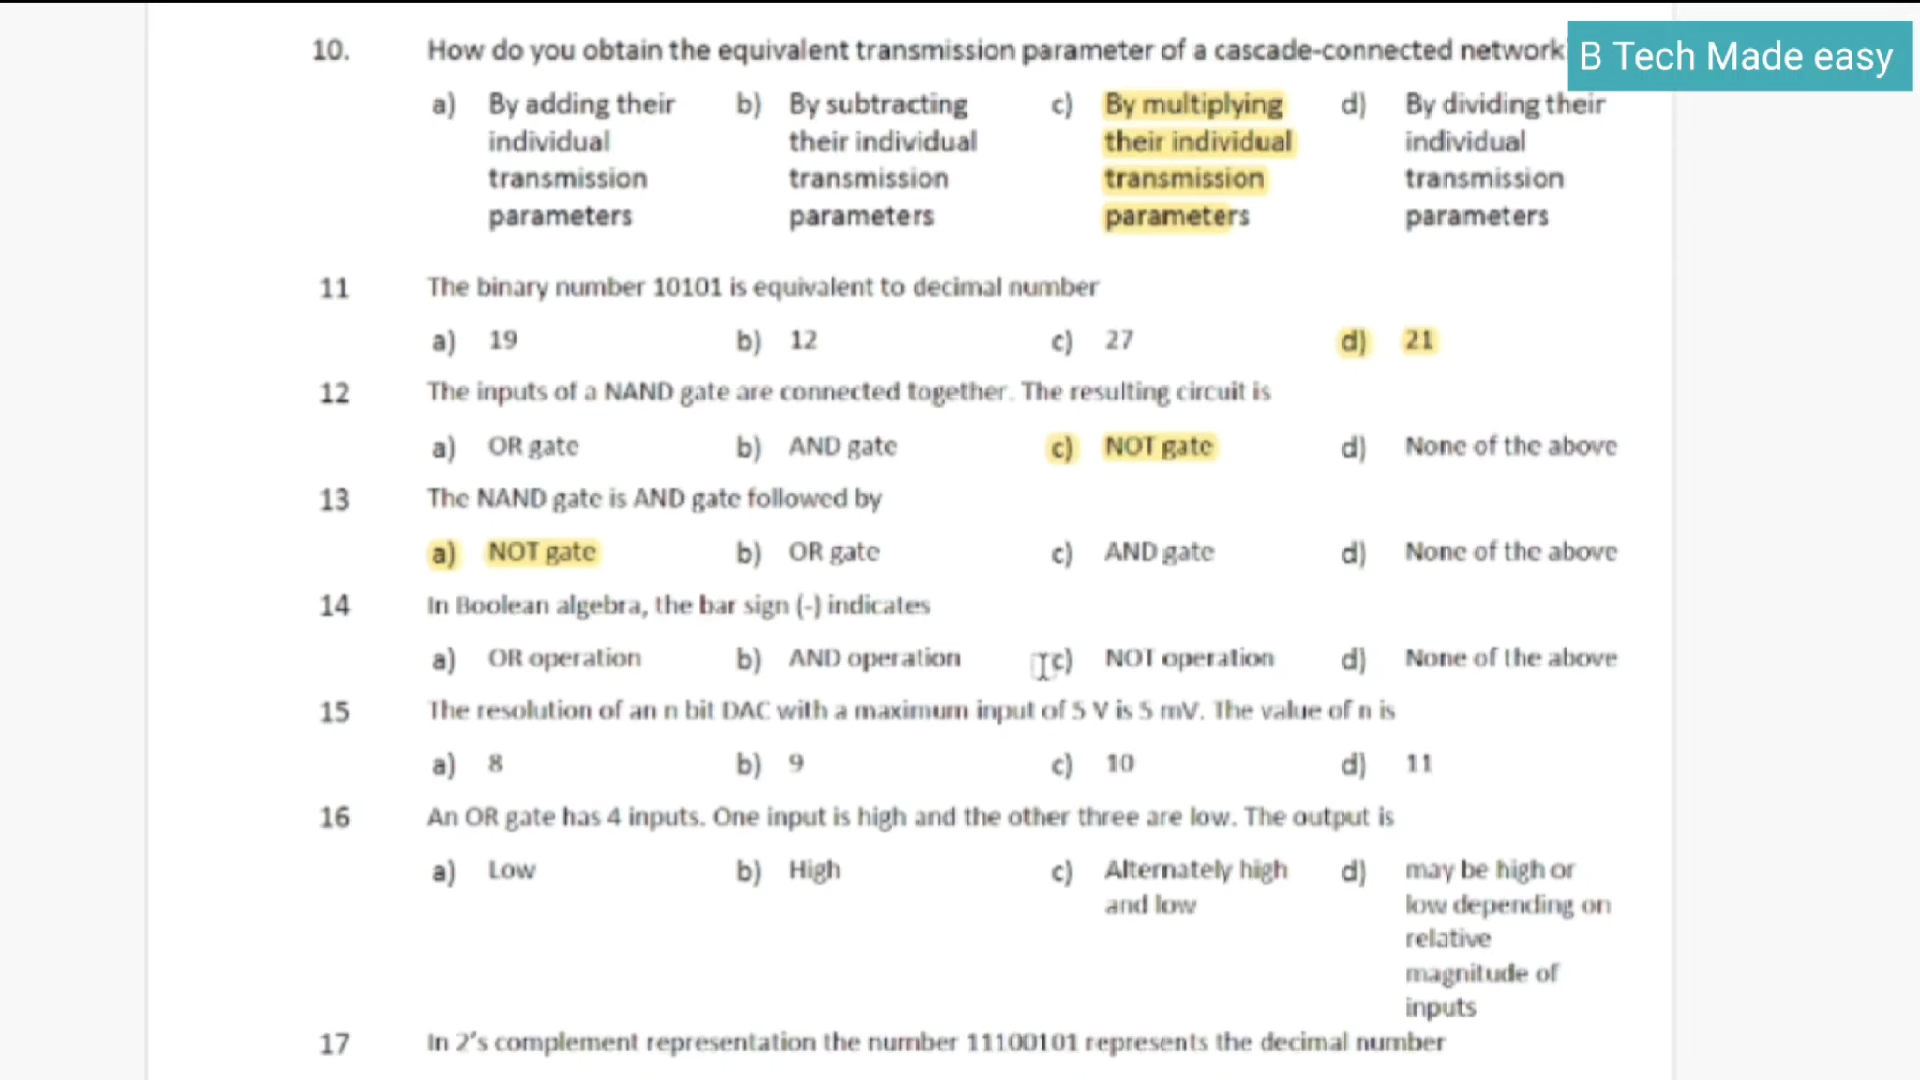 10. How do you obtain the equivalent transmission parameter of a cascade-connected network
B Tech Made easy
a) By adding their individual transmission parameters b) By subtracting their individual transmission parameters c) By multiplying their individual transmission parameters d) By dividing their individual transmission parameters
11 The binary number 10101 is equivalent to decimal number
a) 19 b) 12 c) 27 d) 21
12 The inputs of a NAND gate are connected together. The resulting circuit is
a) OR gate b) AND gate c) NOT gate d) None of the above
13 The NAND gate is AND gate followed by
a) NOT gate b) OR gate c) AND gate d) None of the above
14 In Boolean algebra, the bar sign (-) indicates
a) OR operation b) AND operation c) NOT operation d) None of the above
15 The resolution of an n bit DAC with a maximum input of 5 V is 5 mV. The value of n is
a) 8 b) 9 c) 10 d) 11
16 An OR gate has 4 inputs. One input is high and the other three are low. The output is
a) Low b) High c) Alternately high and low d) may be high or low depending on relative magnitude of inputs
17 In 2's complement representation the number 11100101 represents the decimal number